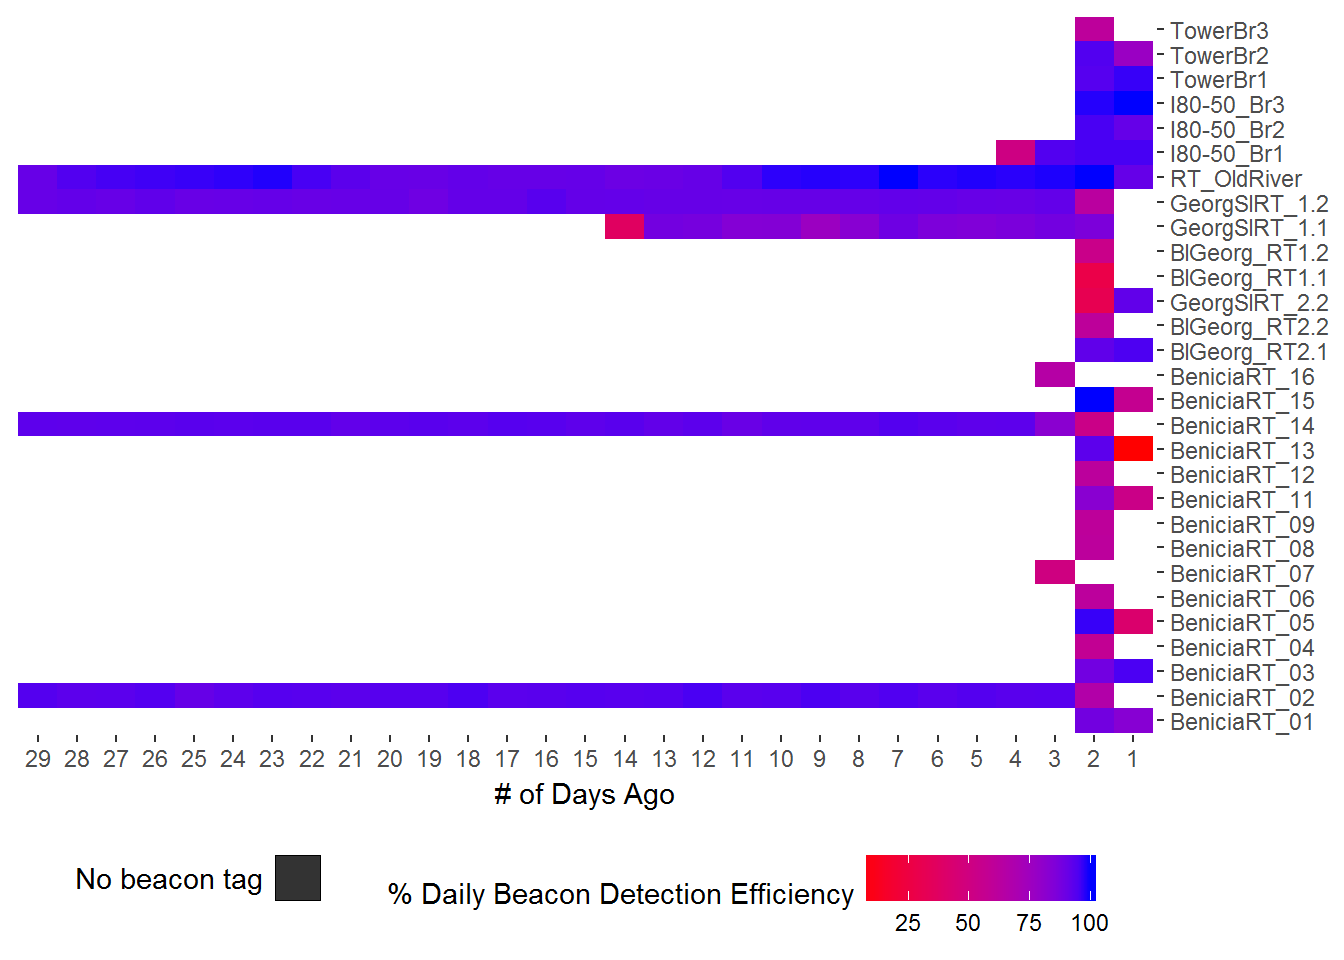 TowerBr3
TowerBr2
TowerBr1
I80-50_Br3
I80-50_Br2
I80-50_Br1
RT_OldRiver
GeorgSlRT_1.2
GeorgSlRT_1.1
BlGeorg_RT1.2
BlGeorg_RT1.1
GeorgSlRT_2.2
BlGeorg_RT2.2
BlGeorg_RT2.1
BeniciaRT_16
BeniciaRT_15
BeniciaRT_14
BeniciaRT_13
BeniciaRT_12
BeniciaRT_11
BeniciaRT_09
BeniciaRT_08
BeniciaRT_07
BeniciaRT_06
BeniciaRT_05
BeniciaRT_04
BeniciaRT_03
BeniciaRT_02
BeniciaRT_01
29 28 27 26 25 24 23 22 21 20 19 18 17 16 15 14 13 12 11 10 9 8 7 6 5 4 3 2 1
# of Days Ago
No beacon tag
% Daily Beacon Detection Efficiency
25 50 75 100